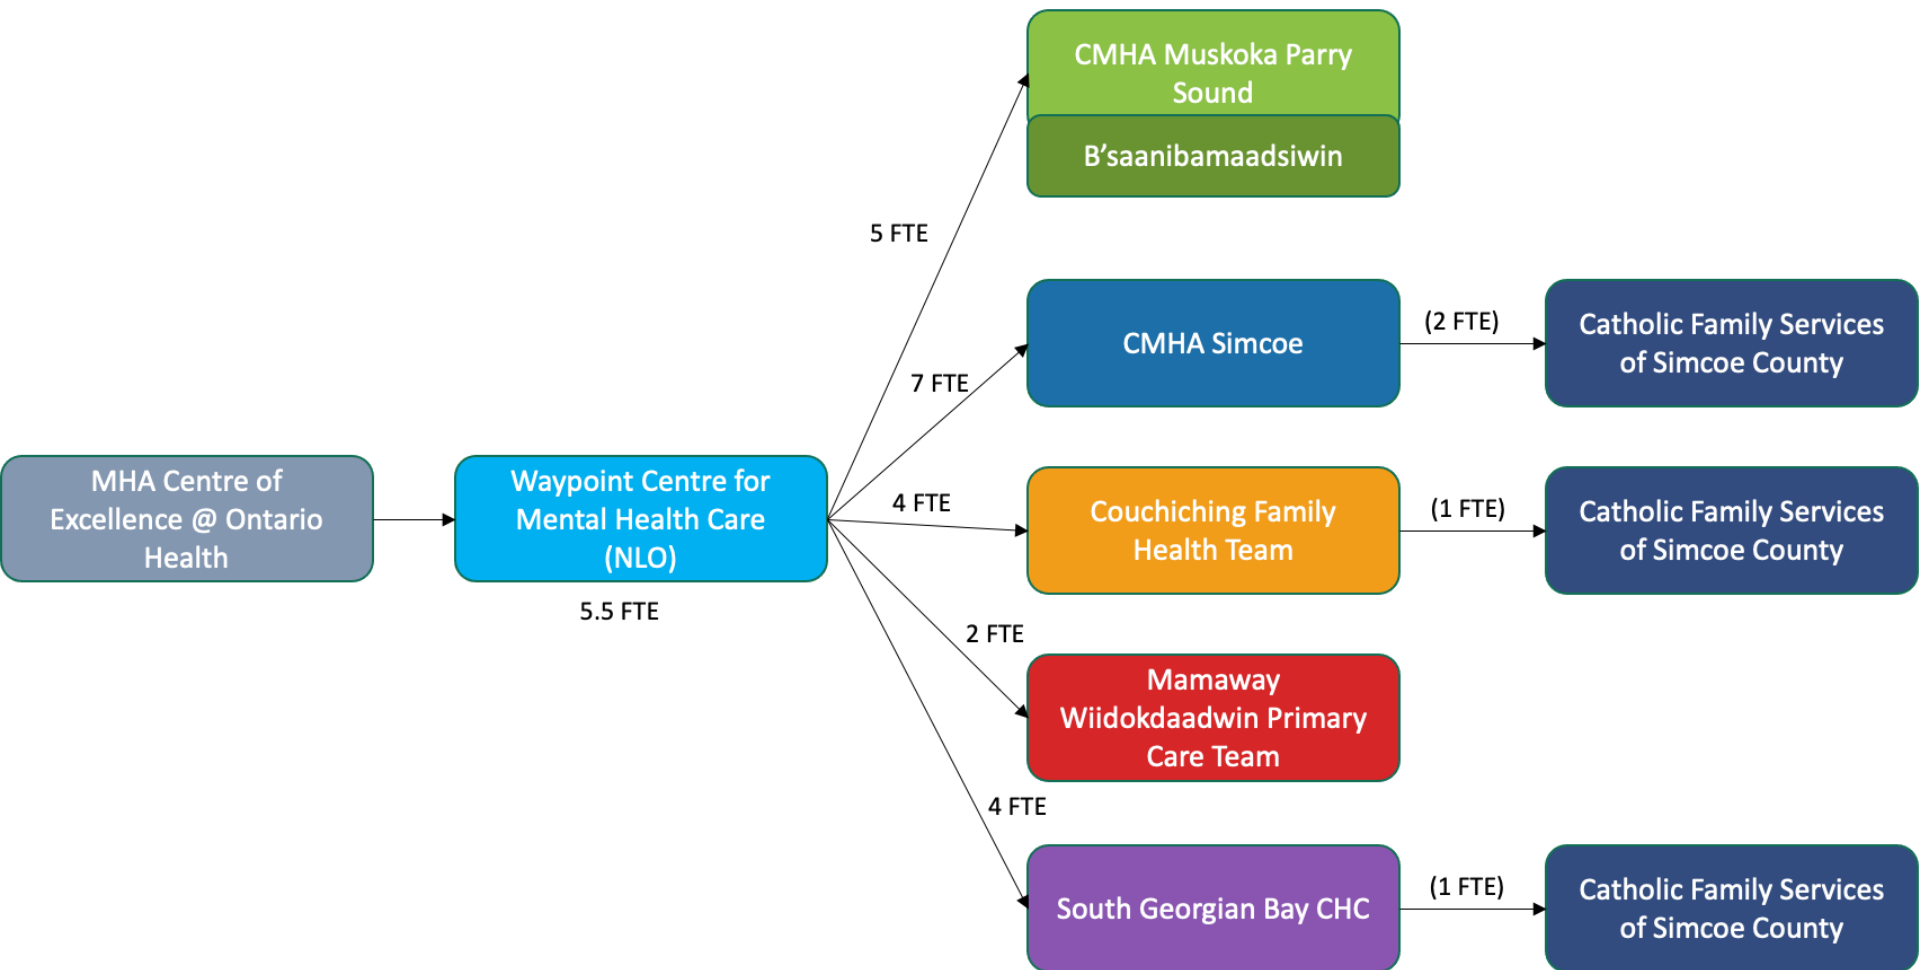 CMHA Muskoka Parry
Sound
B’saanibamaadsiwin
5 FTE
CMHA Simcoe
(2 FTE)
Catholic Family Services
of Simcoe County
7 FTE
MHA Centre of
Excellence @ Ontario
Health
Waypoint Centre for
Mental Health Care
(NLO)
5.5 FTE
4 FTE
Couchiching Family
Health Team
(1 FTE)
Catholic Family Services
of Simcoe County
2 FTE
Mamaway
Wiidokdaadwin Primary
Care Team
4 FTE
South Georgian Bay CHC
(1 FTE)
Catholic Family Services
of Simcoe County